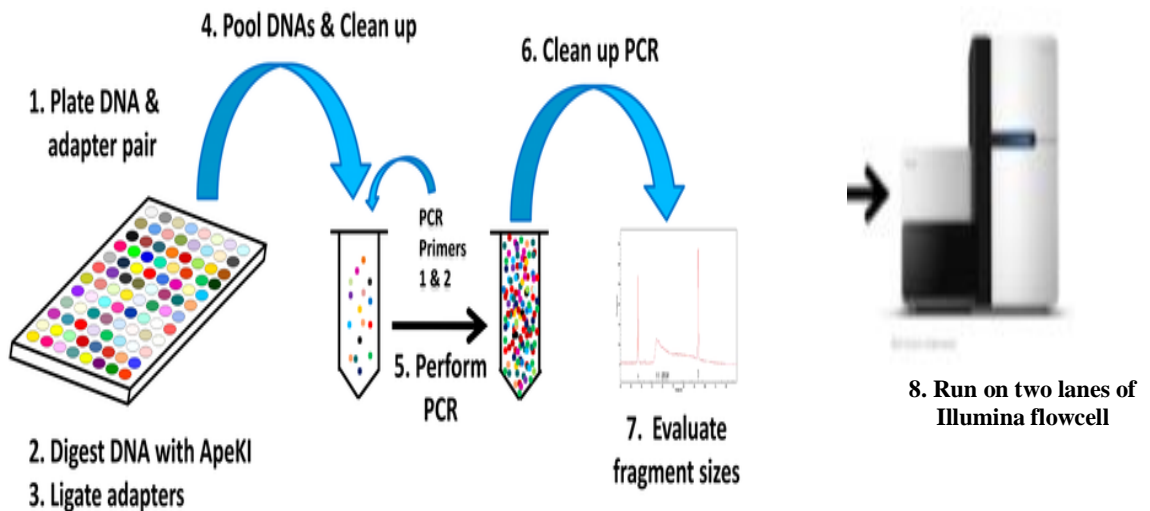 4. Pool DNAs & Clean up
6. Clean up PCR
1. Plate DNA &
adapter pair
PCR
Primers
1 & 2
5. Perform
PCR
2. Digest DNA with ApeKI
3. Ligate adapters
7. Evaluate
fragment sizes
8. Run on two lanes of
Illumina flowcell